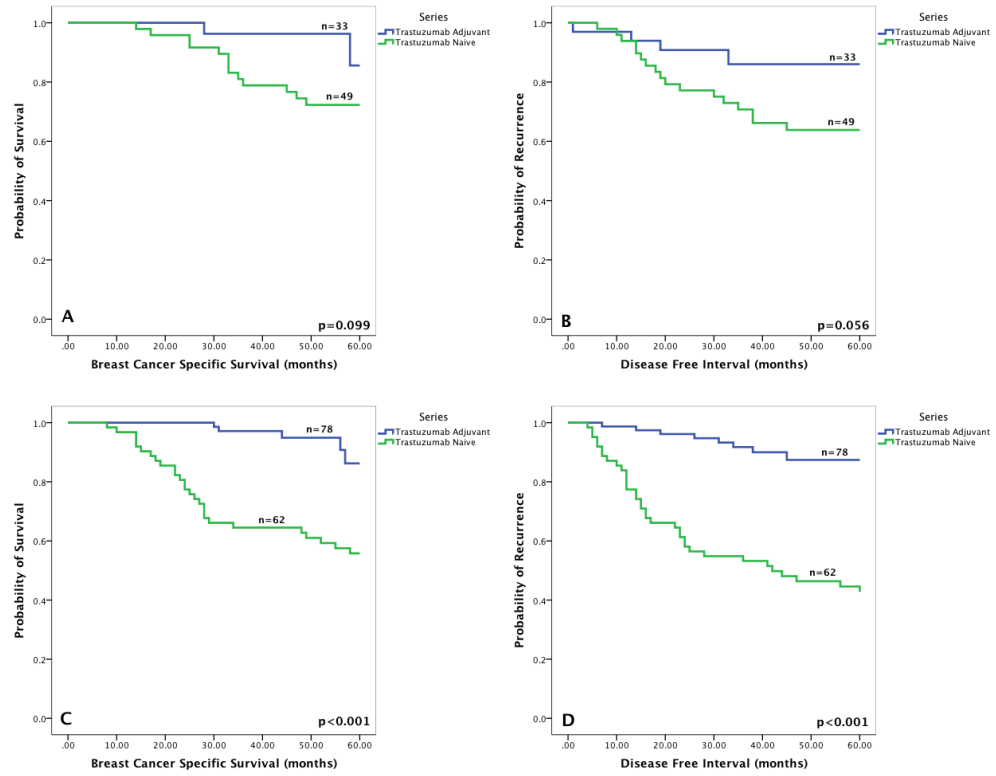 Series
Trastuzumab Adjuvant
Trastuzumab Naive
Probability of Survival
1.0
0.8
0.6
0.4
0.2
0.0
n=33
n=49
A
p=0.099
.00 10.00 20.00 30.00 40.00 50.00 60.00
Breast Cancer Specific Survival (months)
Series
Trastuzumab Adjuvant
Trastuzumab Naive
Probability of Recurrence
1.0
0.8
0.6
0.4
0.2
0.0
n=33
n=49
B
p=0.056
.00 10.00 20.00 30.00 40.00 50.00 60.00
Disease Free Interval (months)
Series
Trastuzumab Adjuvant
Trastuzumab Naive
Probability of Survival
1.0
0.8
0.6
0.4
0.2
0.0
n=78
n=62
C
p<0.001
.00 10.00 20.00 30.00 40.00 50.00 60.00
Breast Cancer Specific Survival (months)
Series
Trastuzumab Adjuvant
Trastuzumab Naive
Probability of Recurrence
1.0
0.8
0.6
0.4
0.2
0.0
n=78
n=62
D
p<0.001
.00 10.00 20.00 30.00 40.00 50.00 60.00
Disease Free Interval (months)